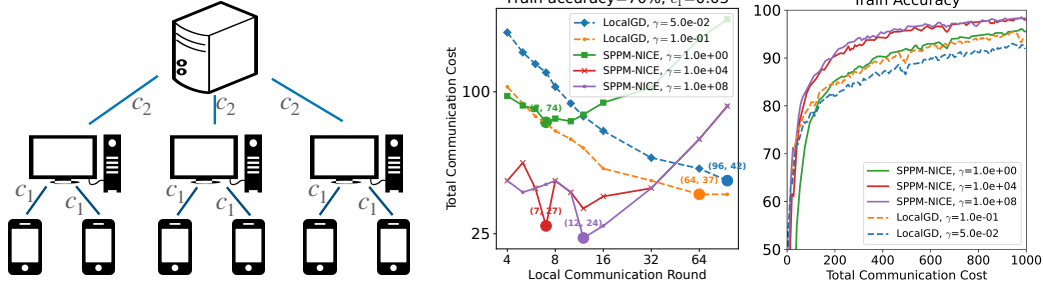 c₂ c₂ c₂
c₁ c₁ c₁ c₁ c₁ c₁
Train accuracy=70%,
Total Communication Cost
100
25
LocalGD, γ = 5.0e-02
LocalGD, γ = 1.0e-01
SPPM-NICE, γ = 1.0e+00
SPPM-NICE, γ = 1.0e+04
SPPM-NICE, γ = 1.0e+08
, 74)
(96, 42)
(64, 37)
(7, 27)
(12, 24)
4 8 16 32 64
Local Communication Round
Train Accuracy
100
90
80
70
60
50
SPPM-NICE, γ=1.0e+00
SPPM-NICE, γ=1.0e+04
SPPM-NICE, γ=1.0e+08
LocalGD, γ=1.0e-01
LocalGD, γ=5.0e-02
0 200 400 600 800 1000
Total Communication Cost